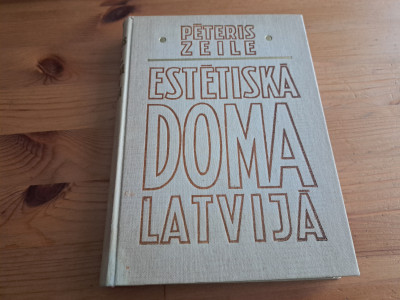 PĒTERIS
ZEILE
ESTĒTISKĀ
DOMA
LATVIJĀ